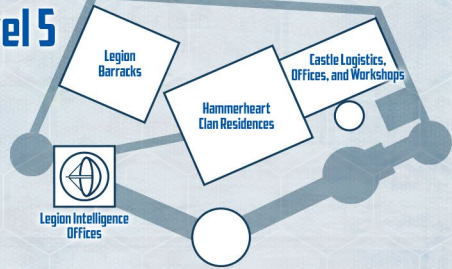 el 5
Legion
Barracks
Castle Logistics,
Offices, and Workshops
Hammerheart
Clan Residences
Legion Intelligence
Offices